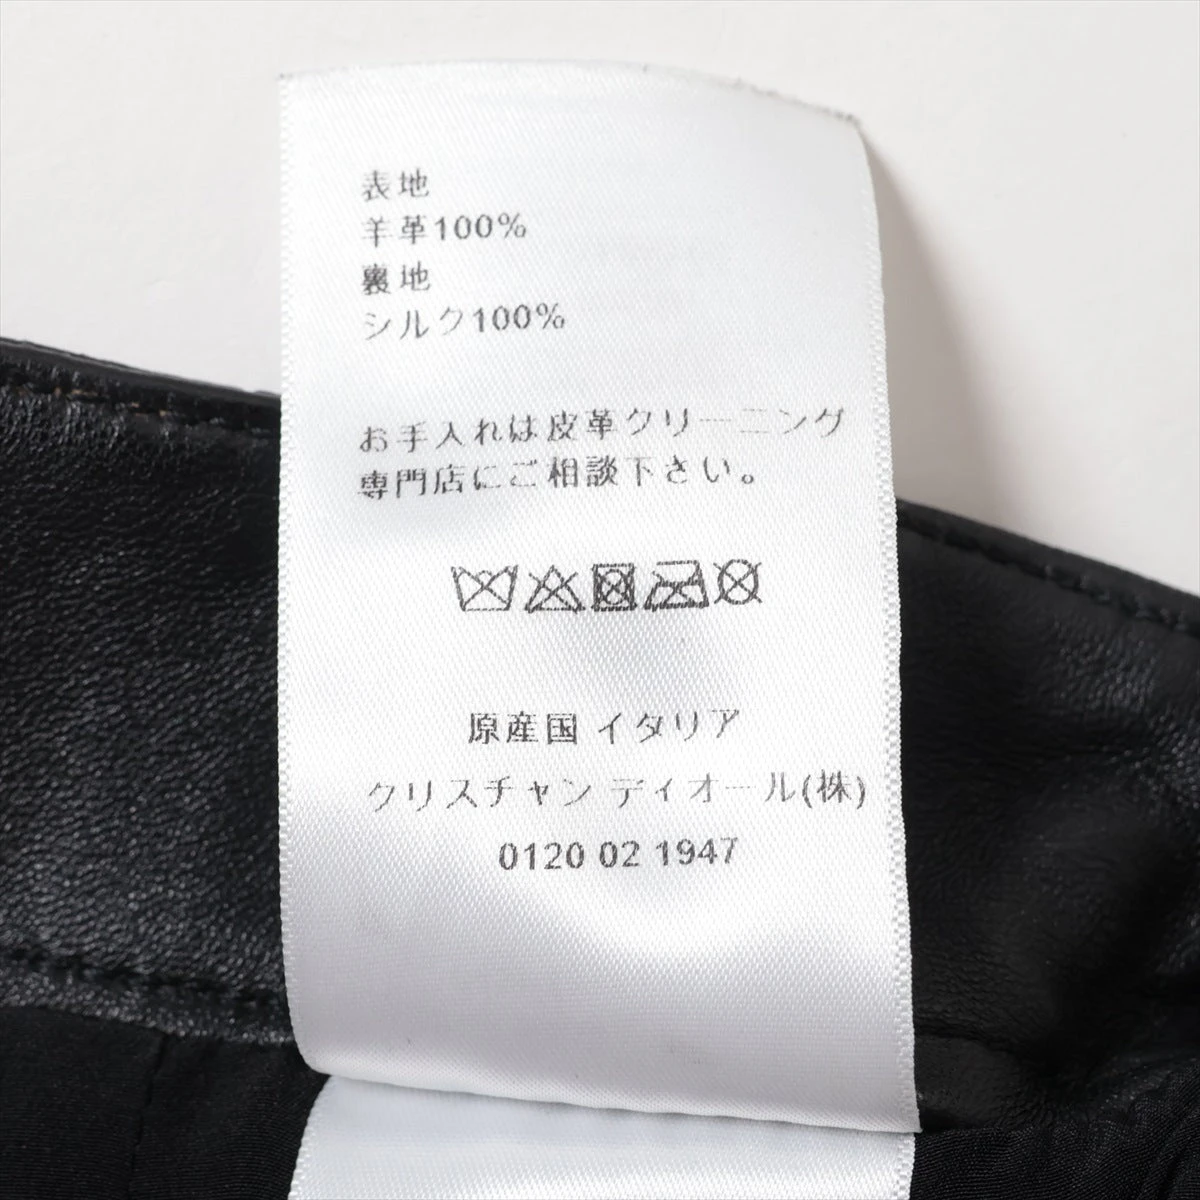 表地
羊革100%
裏地
シルク100%
お手入れは皮革クリーニング
専門店にご相談下さい。
原産国 イタリア
クリスチャン ディオール(株)
0120 02 1947